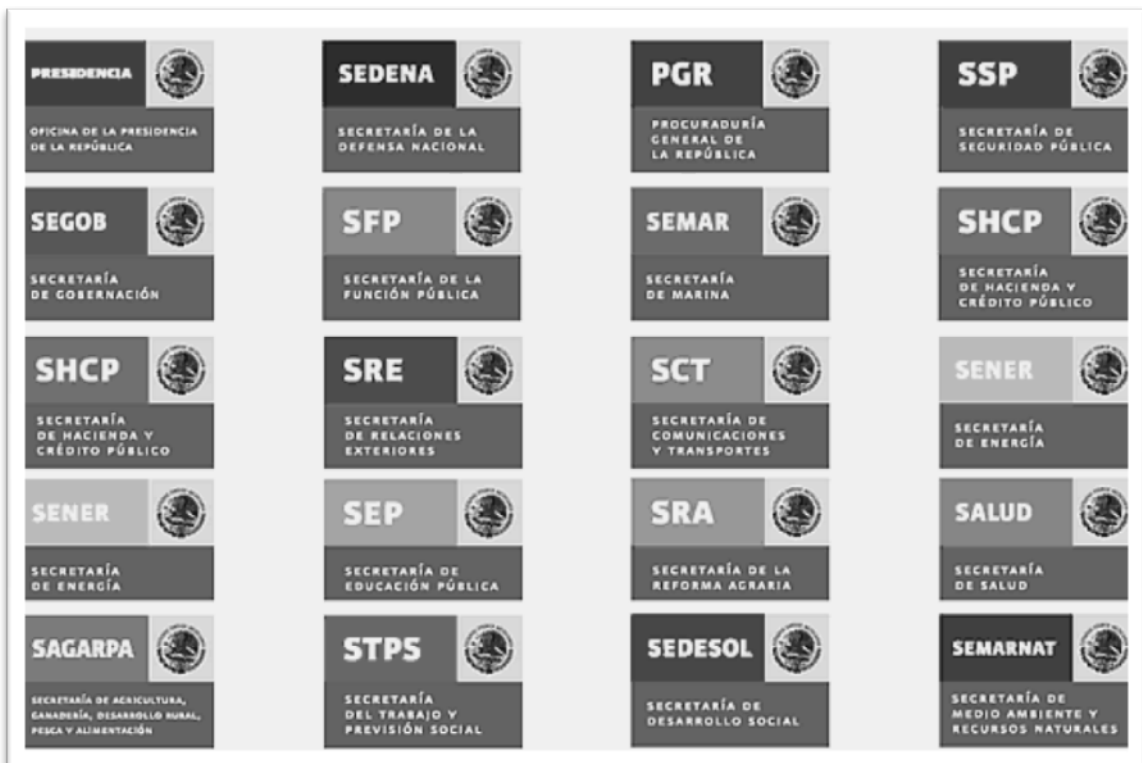 PRESIDENCIA
OFICINA DE LA PRESIDENCIA
DE LA REPÚBLICA
SEDENA
SECRETARÍA DE LA
DEFENSA NACIONAL
PGR
PROCURADURÍA
GENERAL DE
LA REPÚBLICA
SSP
SECRETARÍA DE
SEGURIDAD PÚBLICA
SEGOB
SECRETARÍA
DE GOBERNACIÓN
SFP
SECRETARÍA DE LA
FUNCIÓN PÚBLICA
SEMAR
SECRETARÍA
DE MARINA
SHCP
SECRETARÍA
DE HACIENDA Y
CRÉDITO PÚBLICO
SHCP
SECRETARÍA
DE HACIENDA Y
CRÉDITO PÚBLICO
SRE
SECRETARÍA
DE RELACIONES
EXTERIORES
SCT
SECRETARÍA DE
COMUNICACIONES
Y TRANSPORTES
SENER
SECRETARÍA
DE ENERGÍA
SENER
SECRETARÍA
DE ENERGÍA
SEP
SECRETARÍA DE
EDUCACIÓN PÚBLICA
SRA
SECRETARÍA DE LA
REFORMA AGRARIA
SALUD
SECRETARÍA
DE SALUD
SAGARPA
SECRETARÍA DE AGRICULTURA,
GANADERÍA, DESARROLLO RURAL,
PESCA Y ALIMENTACIÓN
STPS
SECRETARÍA
DEL TRABAJO Y
PREVISIÓN SOCIAL
SEDESOL
SECRETARÍA DE
DESARROLLO SOCIAL
SEMARNAT
SECRETARÍA DE
MEDIO AMBIENTE Y
RECURSOS NATURALES